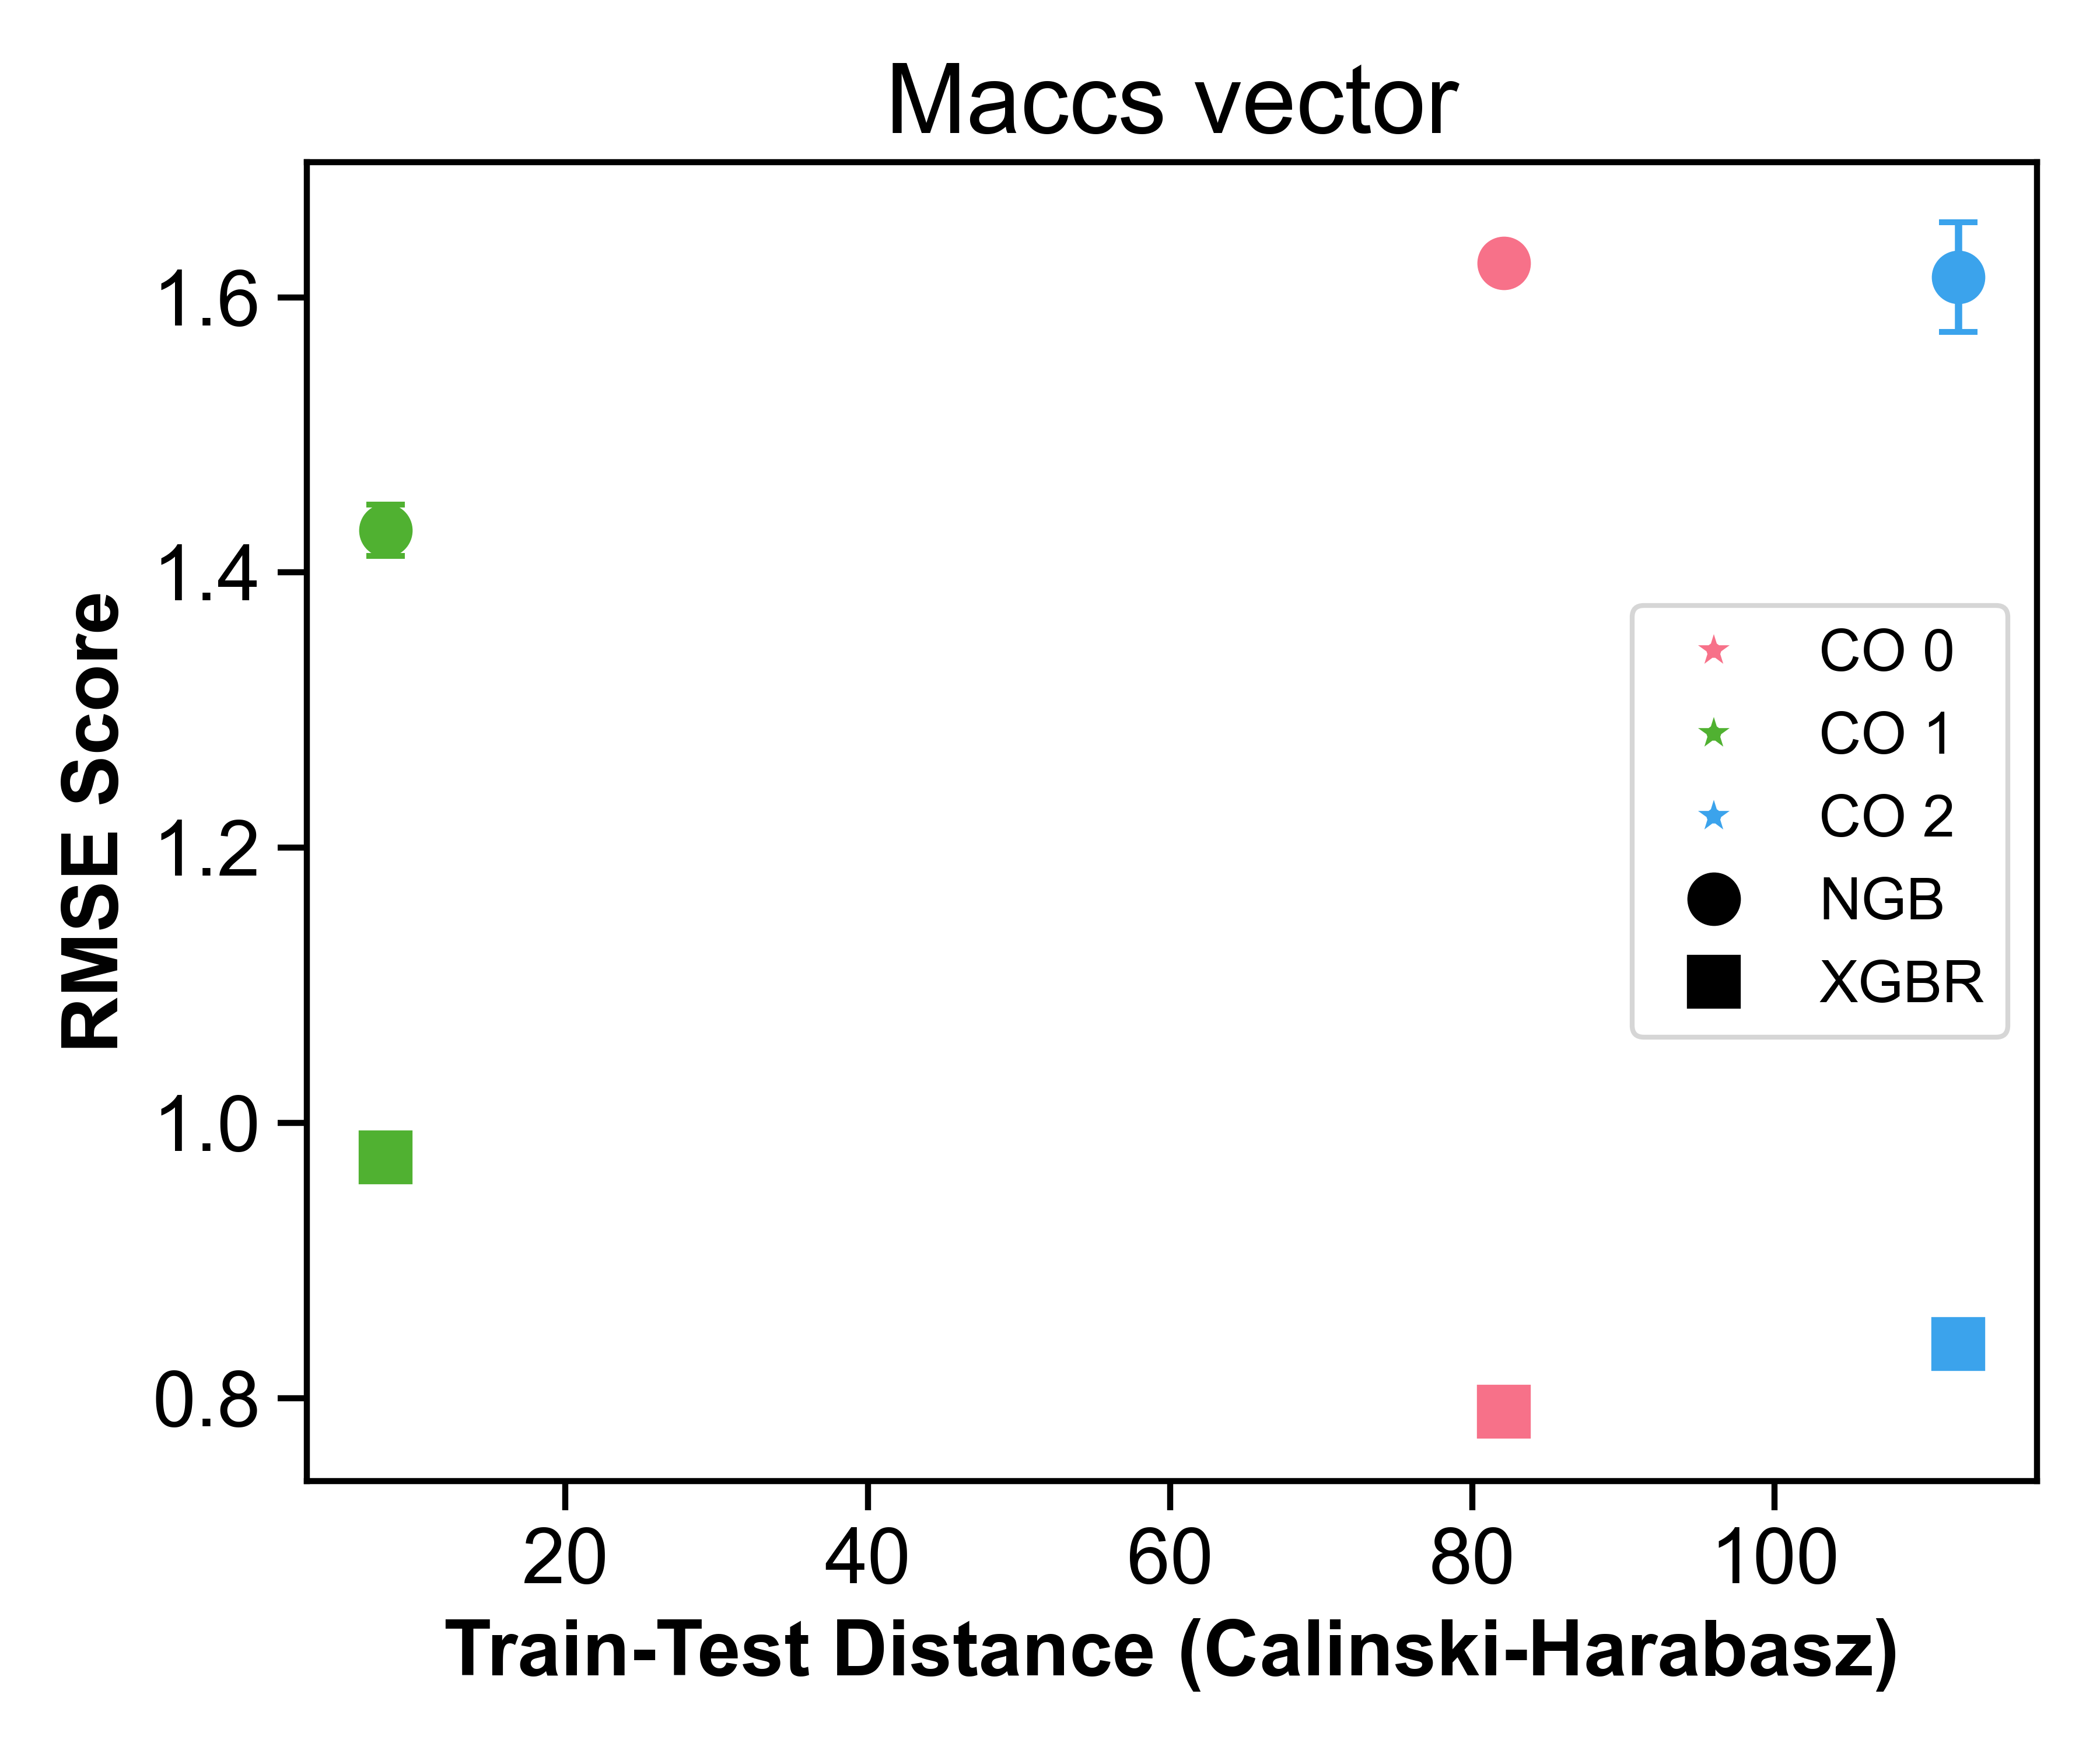 Maccs vector
RMSE Score
1.6
1.4
1.2
1.0
0.8
CO 0
CO 1
CO 2
NGB
XGBR
20 40 60 80 100
Train-Test Distance (Calinski-Harabasz)